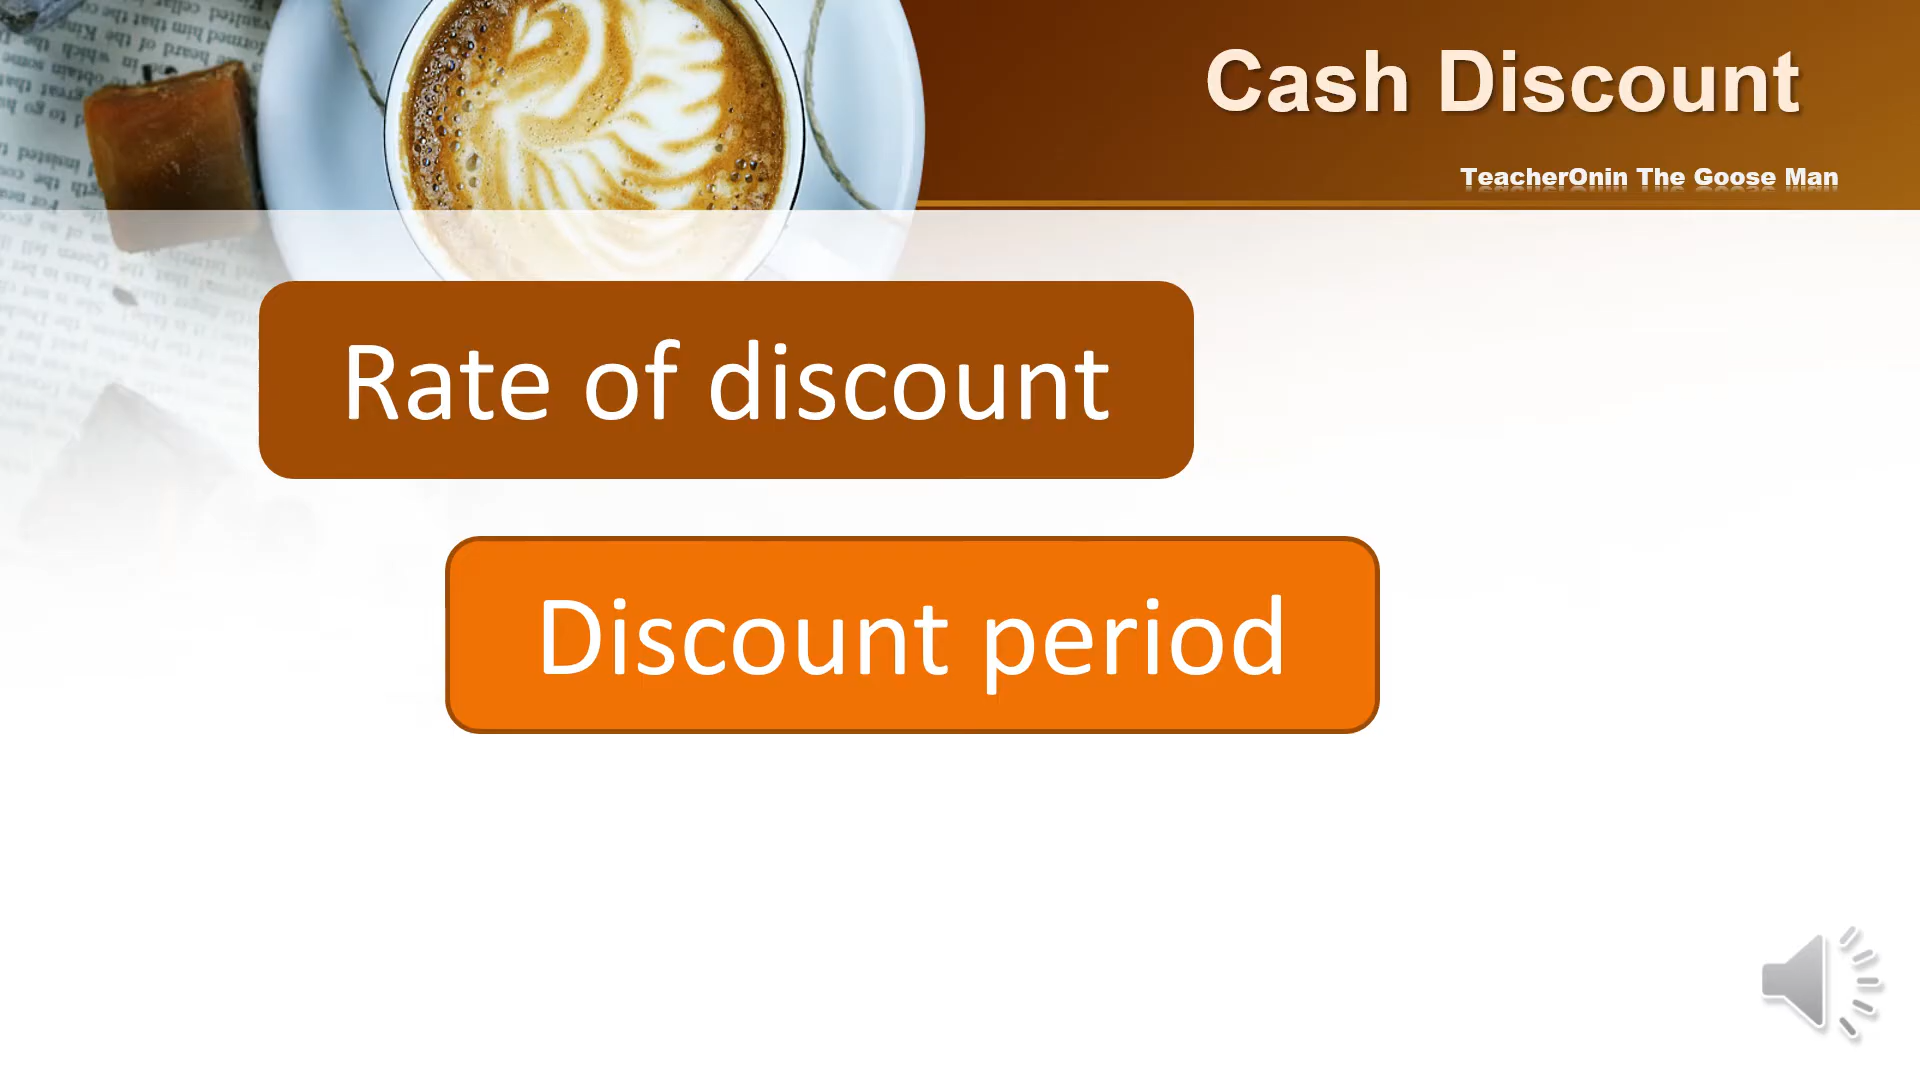 Cash Discount
TeacherOnin The Goose Man
Rate of discount
Discount period